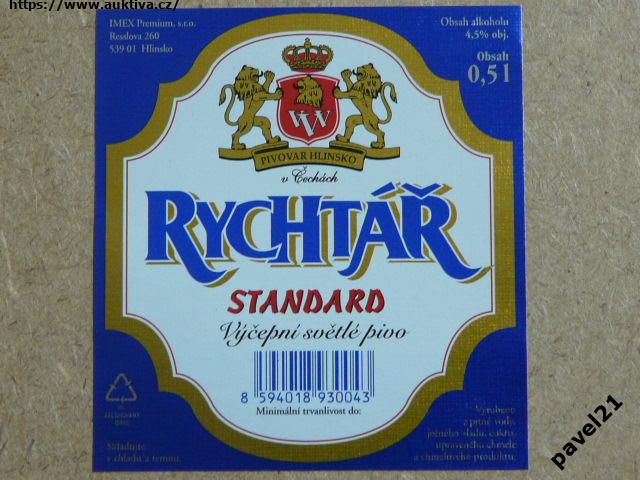 https://www.auktiva.cz/
IMEX Premium, s.r.o.
Resslova 260
539 01 Hlinsko
Obsah alkoholu
4,5% obj.
Obsah
0,5 l
PIVOVAR HLINSKO
v Čechách
RYCHTÁŘ
STANDARD
Výčepní světlé pivo
8 594018 930043
Minimální trvanlivost do:
Skladujte
v chladu a temnu.
Vyrobeno
z pitné vody,
ječného sladu, cukru,
upraveného chmele
a chmelového produktu.
pavel21